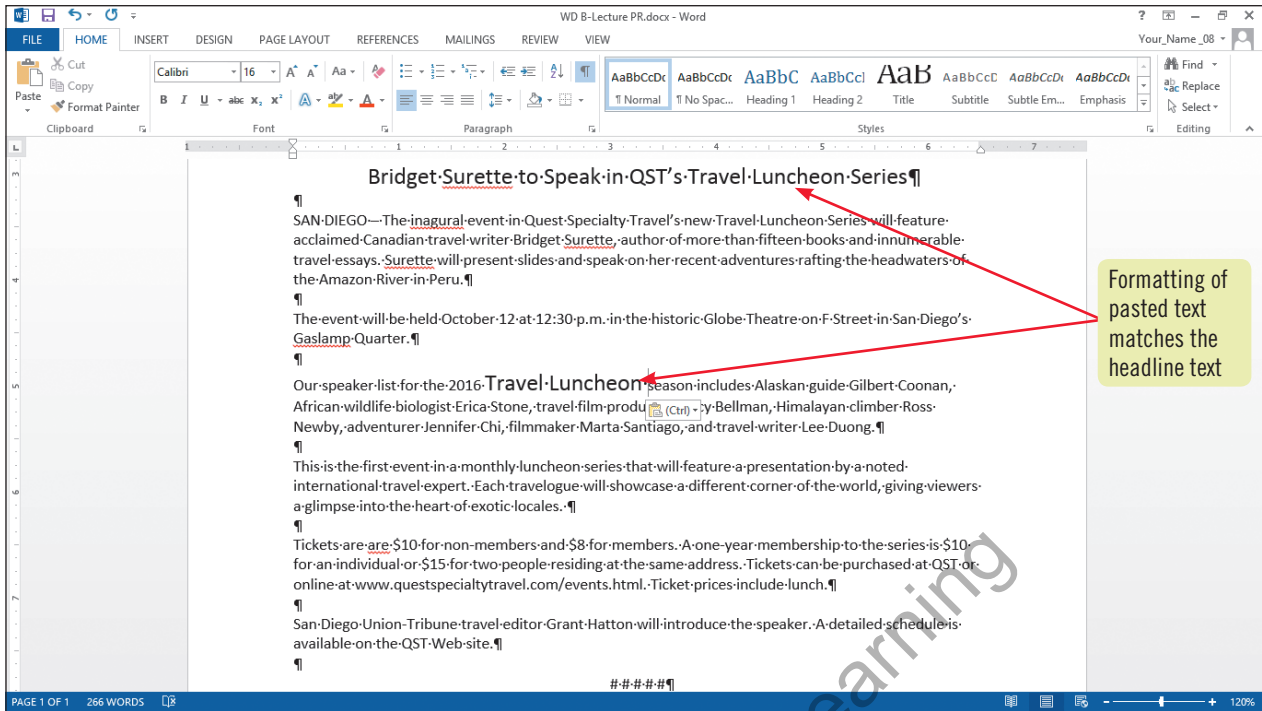 WD B-Lecture PR.docx - Word
FILE HOME INSERT DESIGN PAGE LAYOUT REFERENCES MAILINGS REVIEW VIEW Your_Name_08
Paste
Cut
Copy
Format Painter
Calibri 16
AaBbCcDc AaBbCcDc AaBbC AaBbCcl AaB AaBbCcD AaBbCcDc AaBbCcDc
¶ Normal ¶ No Spac... Heading 1 Heading 2 Title Subtitle Subtle Em... Emphasis
Find
Replace
Select
Clipboard Font Paragraph Styles Editing
1 1 2 3 4 5 6 7
Bridget·Surette·to·Speak·in·QST's·Travel·Luncheon·Series¶
¶
SAN·DIEGO·—·The·inagural·event·in·Quest·Specialty·Travel's·new·Travel·Luncheon·Series·will·feature·
acclaimed·Canadian·travel·writer·Bridget·Surette,·author·of·more·than·fifteen·books·and·innumerable·
travel·essays.·Surette·will·present·slides·and·speak·on·her·recent·adventures·rafting·the·headwaters·of·
the·Amazon·River·in·Peru.¶
¶
The·event·will·be·held·October·12·at·12:30·p.m.·in·the·historic·Globe·Theatre·on·F·Street·in·San·Diego's·
Gaslamp·Quarter.¶
¶
Our·speaker·list·for·the·2016·Travel·Luncheon·season·includes·Alaskan·guide·Gilbert·Coonan,·
African·wildlife·biologist·Erica·Stone,·travel·film·produ (Ctrl) cy·Bellman,·Himalayan·climber·Ross·
Newby,·adventurer·Jennifer·Chi,·filmmaker·Marta·Santiago,·and·travel·writer·Lee·Duong.¶
¶
This·is·the·first·event·in·a·monthly·luncheon·series·that·will·feature·a·presentation·by·a·noted·
international·travel·expert.·Each·travelogue·will·showcase·a·different·corner·of·the·world,·giving·viewers·
a·glimpse·into·the·heart·of·exotic·locales.·¶
¶
Tickets·are·are·$10·for·non-members·and·$8·for·members.·A·one-year·membership·to·the·series·is·$10·
for·an·individual·or·$15·for·two·people·residing·at·the·same·address.·Tickets·can·be·purchased·at·QST·or·
online·at·www.questspecialtytravel.com/events.html.·Ticket·prices·include·lunch.¶
¶
San·Diego·Union-Tribune·travel·editor·Grant·Hatton·will·introduce·the·speaker.·A·detailed·schedule·is·
available·on·the·QST·Web·site.¶
¶
#·#·#·#·#¶
Formatting of
pasted text
matches the
headline text
earning
PAGE 1 OF 1 266 WORDS 120%